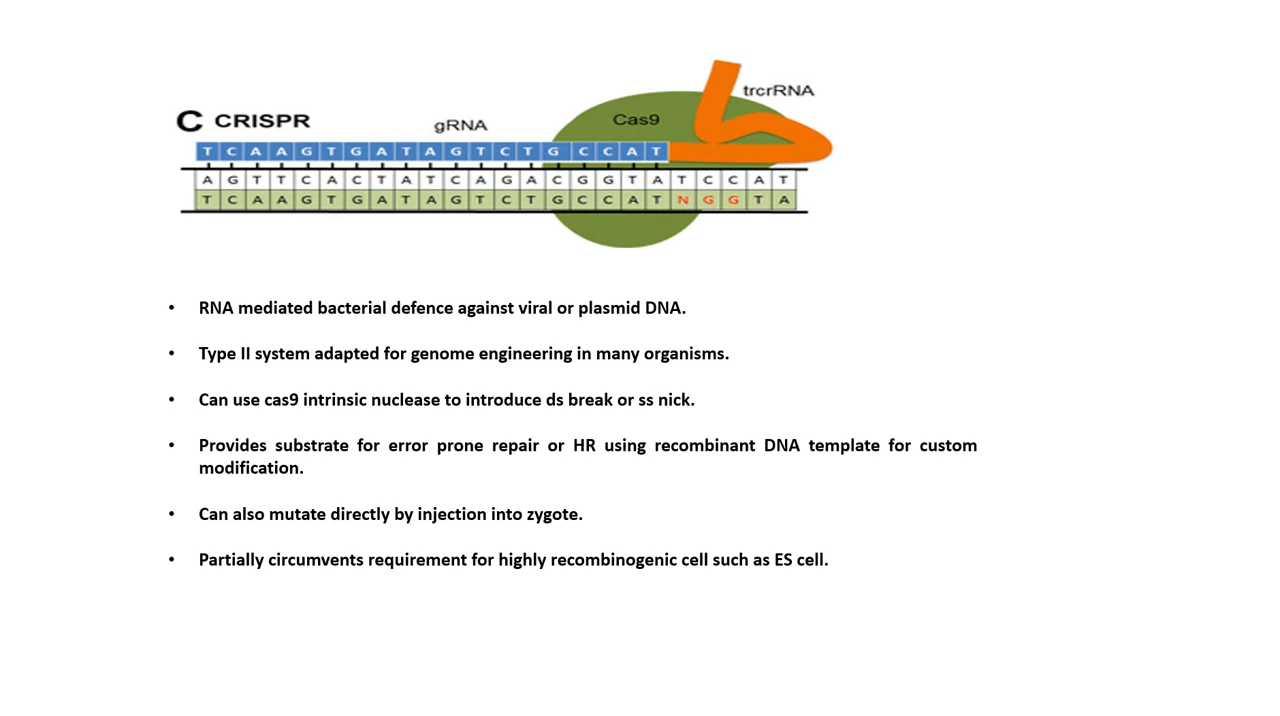 trcrRNA
C CRISPR
gRNA
Cas9
T C A A G T G A T A G T C T G C C A T
A G T T C A C T A T C A G A C G G T A T C C A T
T C A A G T G A T A G T C T G C C A T N G G T A
• RNA mediated bacterial defence against viral or plasmid DNA.
• Type II system adapted for genome engineering in many organisms.
• Can use cas9 intrinsic nuclease to introduce ds break or ss nick.
• Provides substrate for error prone repair or HR using recombinant DNA template for custom
modification.
• Can also mutate directly by injection into zygote.
• Partially circumvents requirement for highly recombinogenic cell such as ES cell.